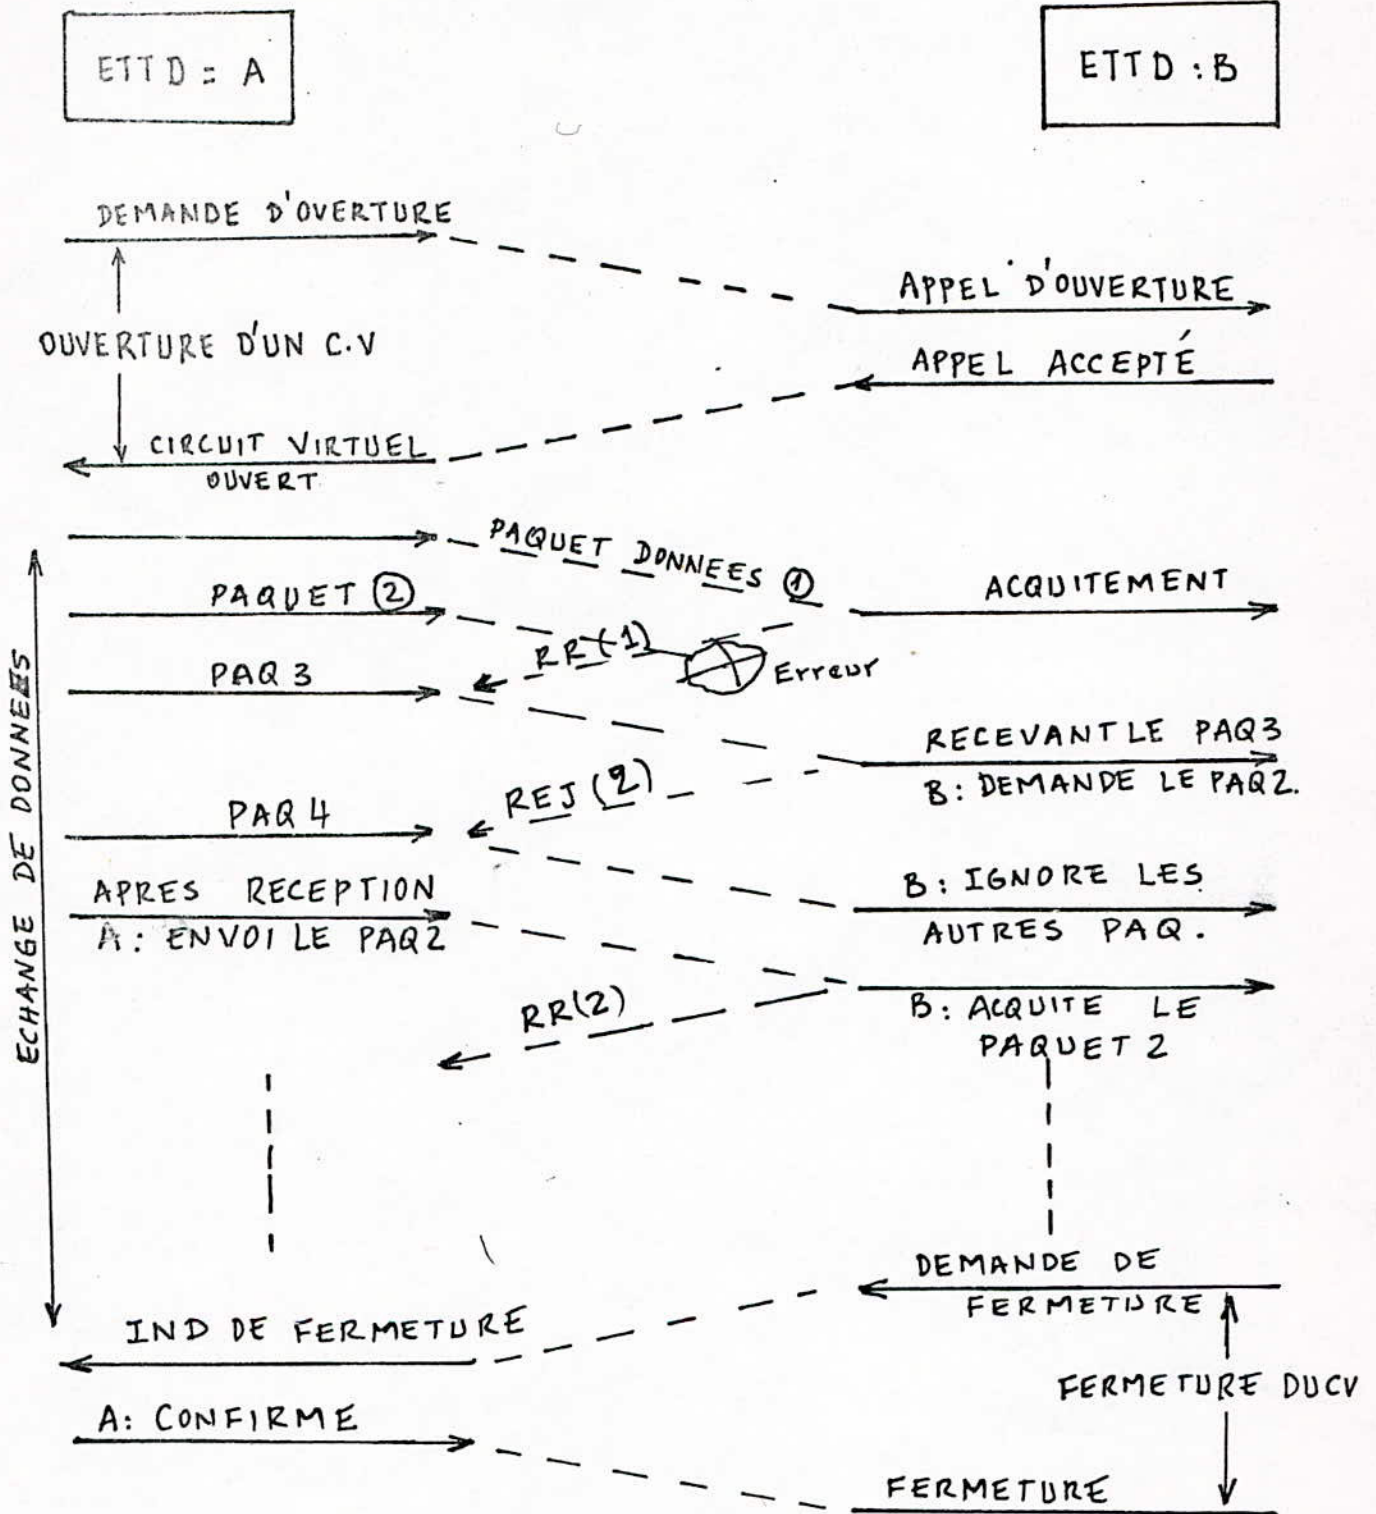 ETTD = A
ETTD : B
DEMANDE D'OVERTURE
APPEL D'OUVERTURE
OUVERTURE D'UN C.V
APPEL ACCEPTÉ
CIRCUIT VIRTUEL
OUVERT
PAQUET DONNEES ①
PAQUET ②
ACQUITEMENT
RR(1)
Erreur
PAQ 3
RECEVANT LE PAQ3
B: DEMANDE LE PAQ2.
REJ (2)
PAQ 4
B: IGNORE LES
AUTRES PAQ.
APRES RECEPTION
A: ENVOI LE PAQ2
RR(2)
B: ACQUITE LE
PAQUET 2
ECHANGE DE DONNEES
DEMANDE DE
FERMETURE
IND DE FERMETURE
FERMETURE DU CV
A: CONFIRME
FERMETURE